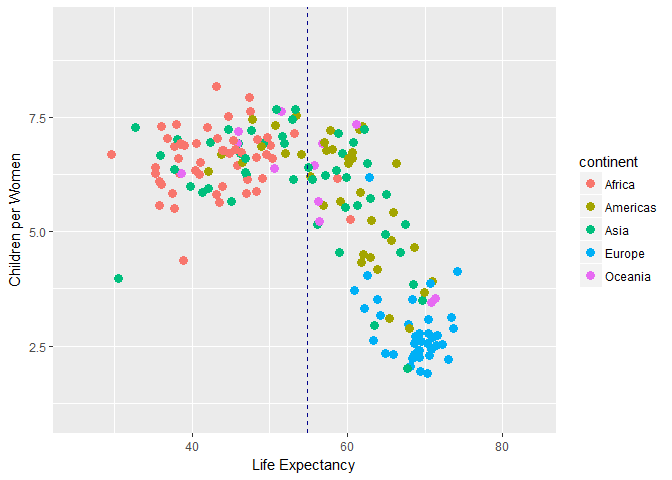 7.5
5.0
2.5
40
60
80
Life Expectancy
Children per Women
continent
Africa
Americas
Asia
Europe
Oceania